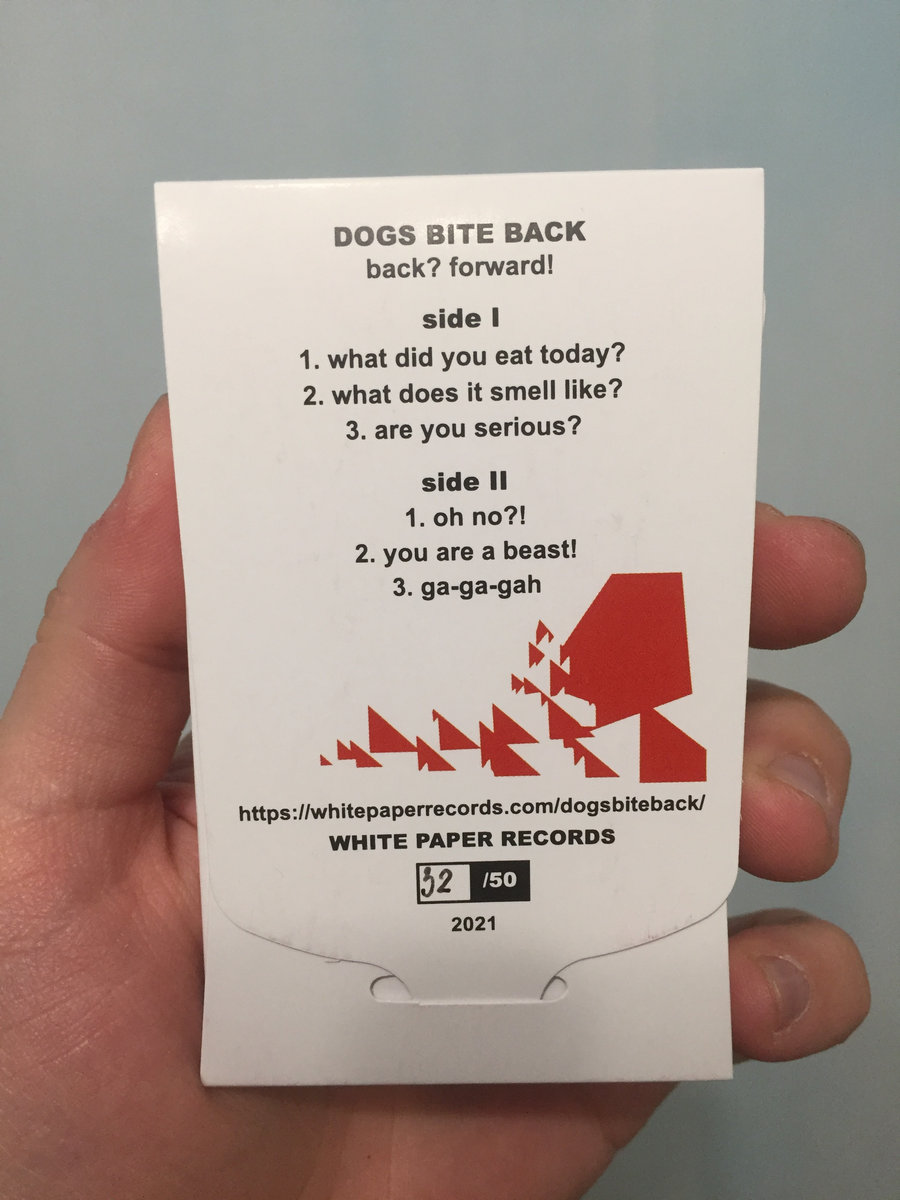 DOGS BITE BACK
back? forward!
side I
1. what did you eat today?
2. what does it smell like?
3. are you serious?
side II
1. oh no?!
2. you are a beast!
3. ga-ga-gah
https://whitepaperrecords.com/dogsbiteback/
WHITE PAPER RECORDS
32 /50
2021